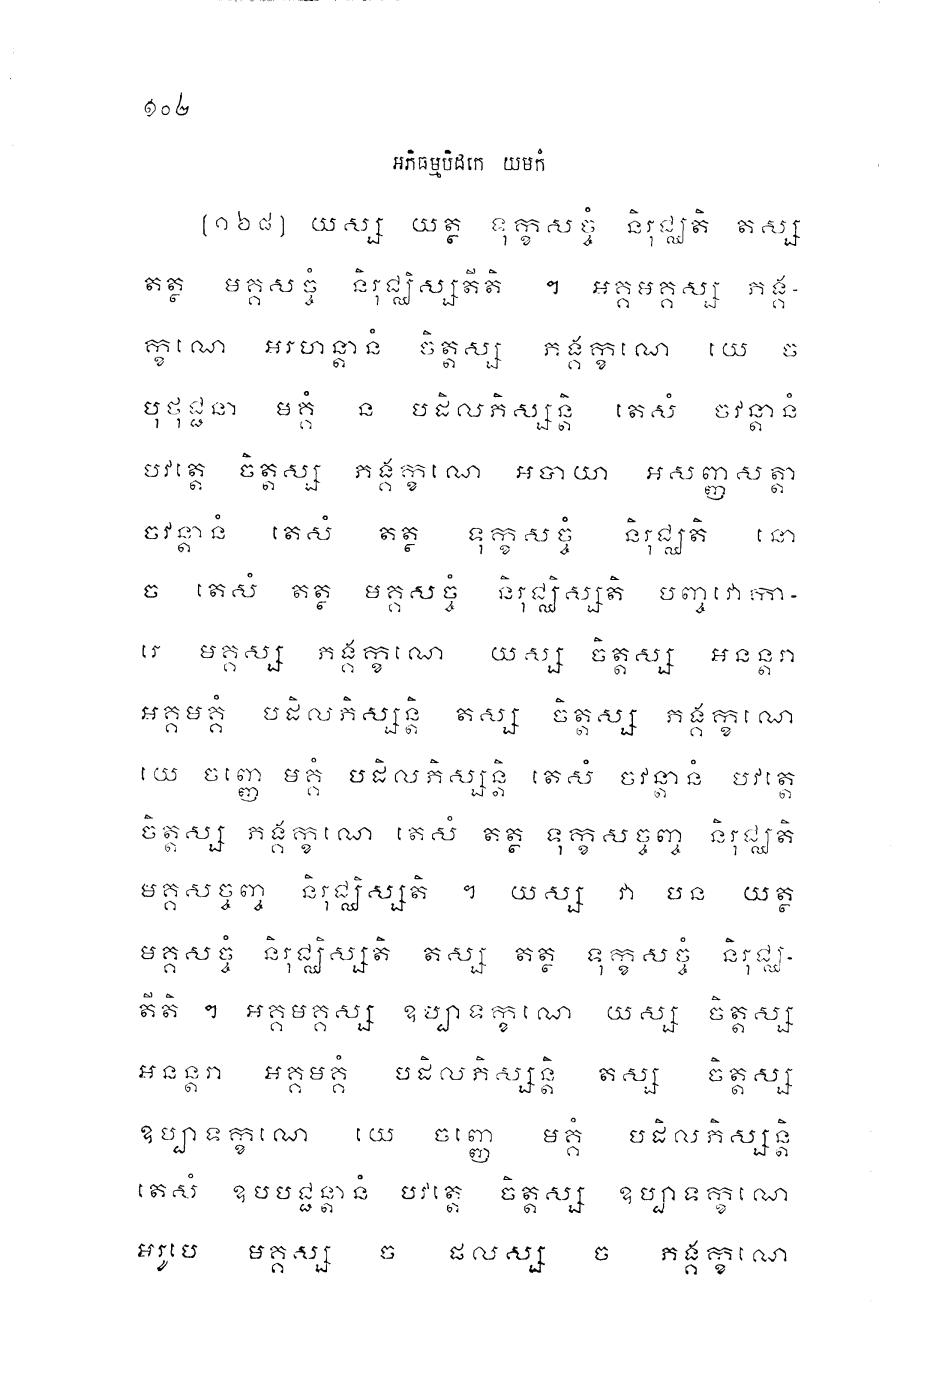 ១០២
អភិធម្មបិដកេ យមកំ
[១៦៨] យស្ស យត្ថ ទុក្ខសច្ចំ និរុជ្ឈតិ តស្ស
តត្ថ មគ្គសច្ចំ និរុជ្ឈិស្សតីតិ ។ អគ្គមគ្គស្ស ភង្គ-
ក្ខណេ អរហន្តានំ ចិត្តស្ស ភង្គក្ខណេ យេ ច
បុថុជ្ជនា មគ្គំ ន បដិលភិស្សន្តិ តេសំ ចវន្តានំ
បវត្តេ ចិត្តស្ស ភង្គក្ខណេ អបាយា អសញ្ញសត្តា
ចវន្តានំ តេសំ តត្ថ ទុក្ខសច្ចំ និរុជ្ឈតិ នោ
ច តេសំ តត្ថ មគ្គសច្ចំ និរុជ្ឈិស្សតិ បញ្ចវោកា-
រេ មគ្គស្ស ភង្គក្ខណេ យស្ស ចិត្តស្ស អនន្តរា
អគ្គមគ្គំ បដិលភិស្សន្តិ តស្ស ចិត្តស្ស ភង្គក្ខណេ
យេ ចញ្ញេ មគ្គំ បដិលភិស្សន្តិ តេសំ ចវន្តានំ បវត្តេ
ចិត្តស្ស ភង្គក្ខណេ តេសំ តត្ថ ទុក្ខសច្ចញ្ច និរុជ្ឈតិ
មគ្គសច្ចញ្ច និរុជ្ឈិស្សតិ ។ យស្ស វា បន យត្ថ
មគ្គសច្ចំ និរុជ្ឈិស្សតិ តស្ស តត្ថ ទុក្ខសច្ចំ និរុជ្ឈ-
តីតិ ។ អគ្គមគ្គស្ស ឧប្បាទក្ខណេ យស្ស ចិត្តស្ស
អនន្តរា អគ្គមគ្គំ បដិលភិស្សន្តិ តស្ស ចិត្តស្ស
ឧប្បាទក្ខណេ យេ ចញ្ញេ មគ្គំ បដិលភិស្សន្តិ
តេសំ ឧបបជ្ជន្តានំ បវត្តេ ចិត្តស្ស ឧប្បាទក្ខណេ
អរូបេ មគ្គស្ស ច ផលស្ស ច ភង្គក្ខណេ